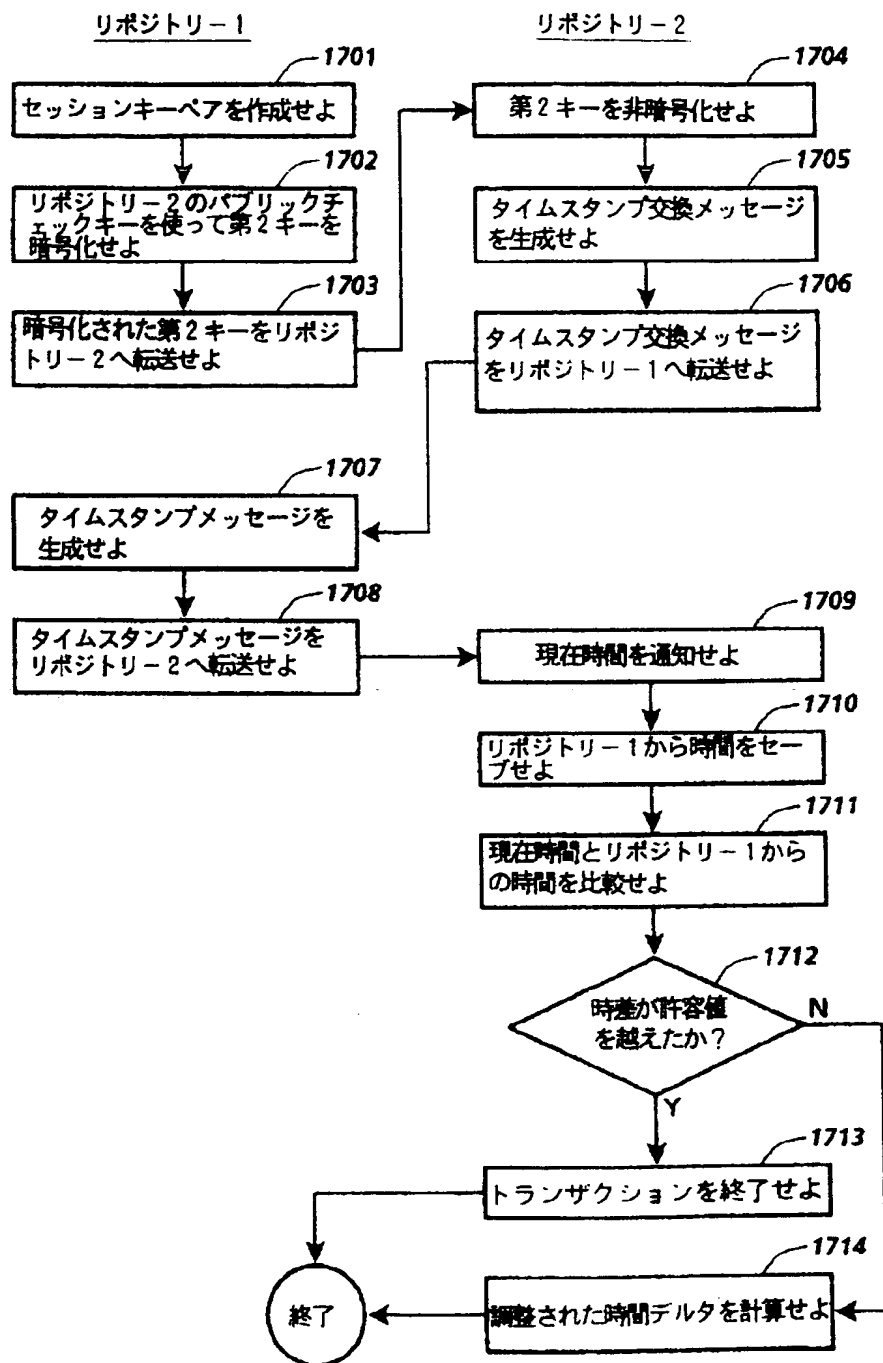 リポジトリー1
リポジトリー2
1701
セッションキーペアを作成せよ
1702
リポジトリー2のパブリックチ
ェックキーを使って第2キーを
暗号化せよ
1703
暗号化された第2キーをリポジ
トリー2へ転送せよ
1704
第2キーを非暗号化せよ
1705
タイムスタンプ交換メッセージ
を生成せよ
1706
タイムスタンプ交換メッセージ
をリポジトリー1へ転送せよ
1707
タイムスタンプメッセージを
生成せよ
1708
タイムスタンプメッセージを
リポジトリー2へ転送せよ
1709
現在時間を通知せよ
1710
リポジトリー1から時間をセー
ブせよ
1711
現在時間とリポジトリー1から
の時間を比較せよ
1712
時差が許容値
を越えたか?
N
Y
1713
トランザクションを終了せよ
1714
調整された時間デルタを計算せよ
終了